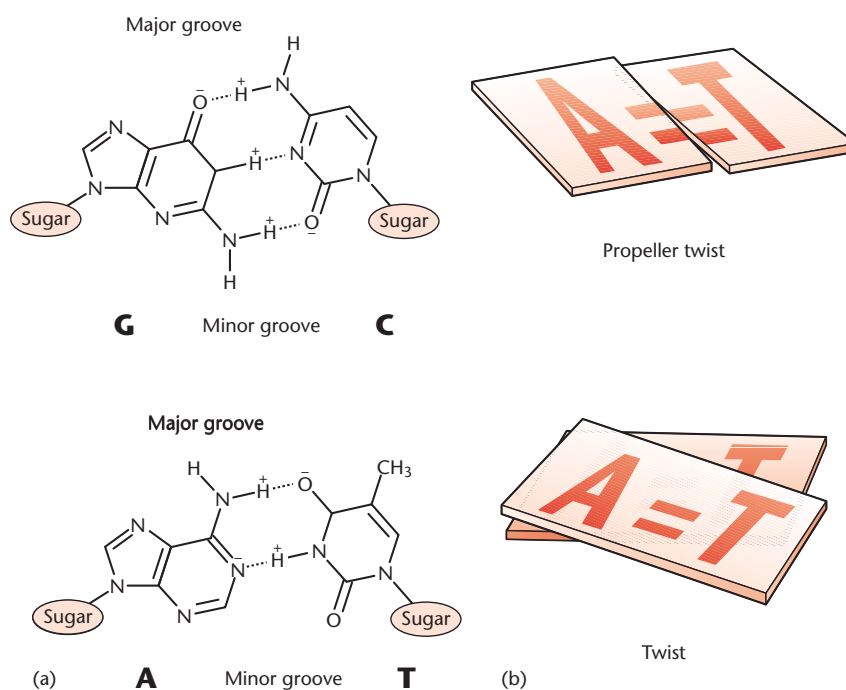 Major groove
H
O
−
H
+
N
N
N
N
N
H
+
N
N
Sugar
N
N
H
+
O
−
Sugar
H
G Minor groove C
A=T
Propeller twist
Major groove
H
N
H
+
O
−
CH3
N
N
−
H
+
N
N
N
N
O
Sugar
Sugar
(a) A Minor groove T
A=T
T
Twist
(b)